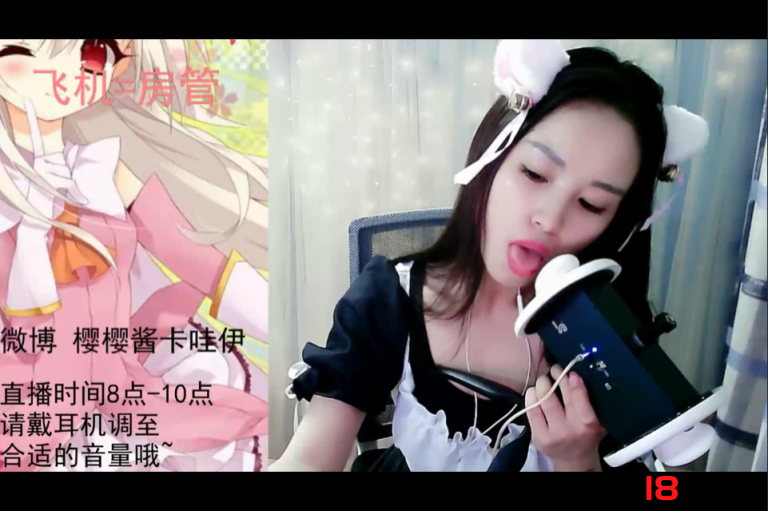 飞机=房管
微博 樱樱酱卡哇伊
直播时间8点-10点
请戴耳机调至
合适的音量哦~
18